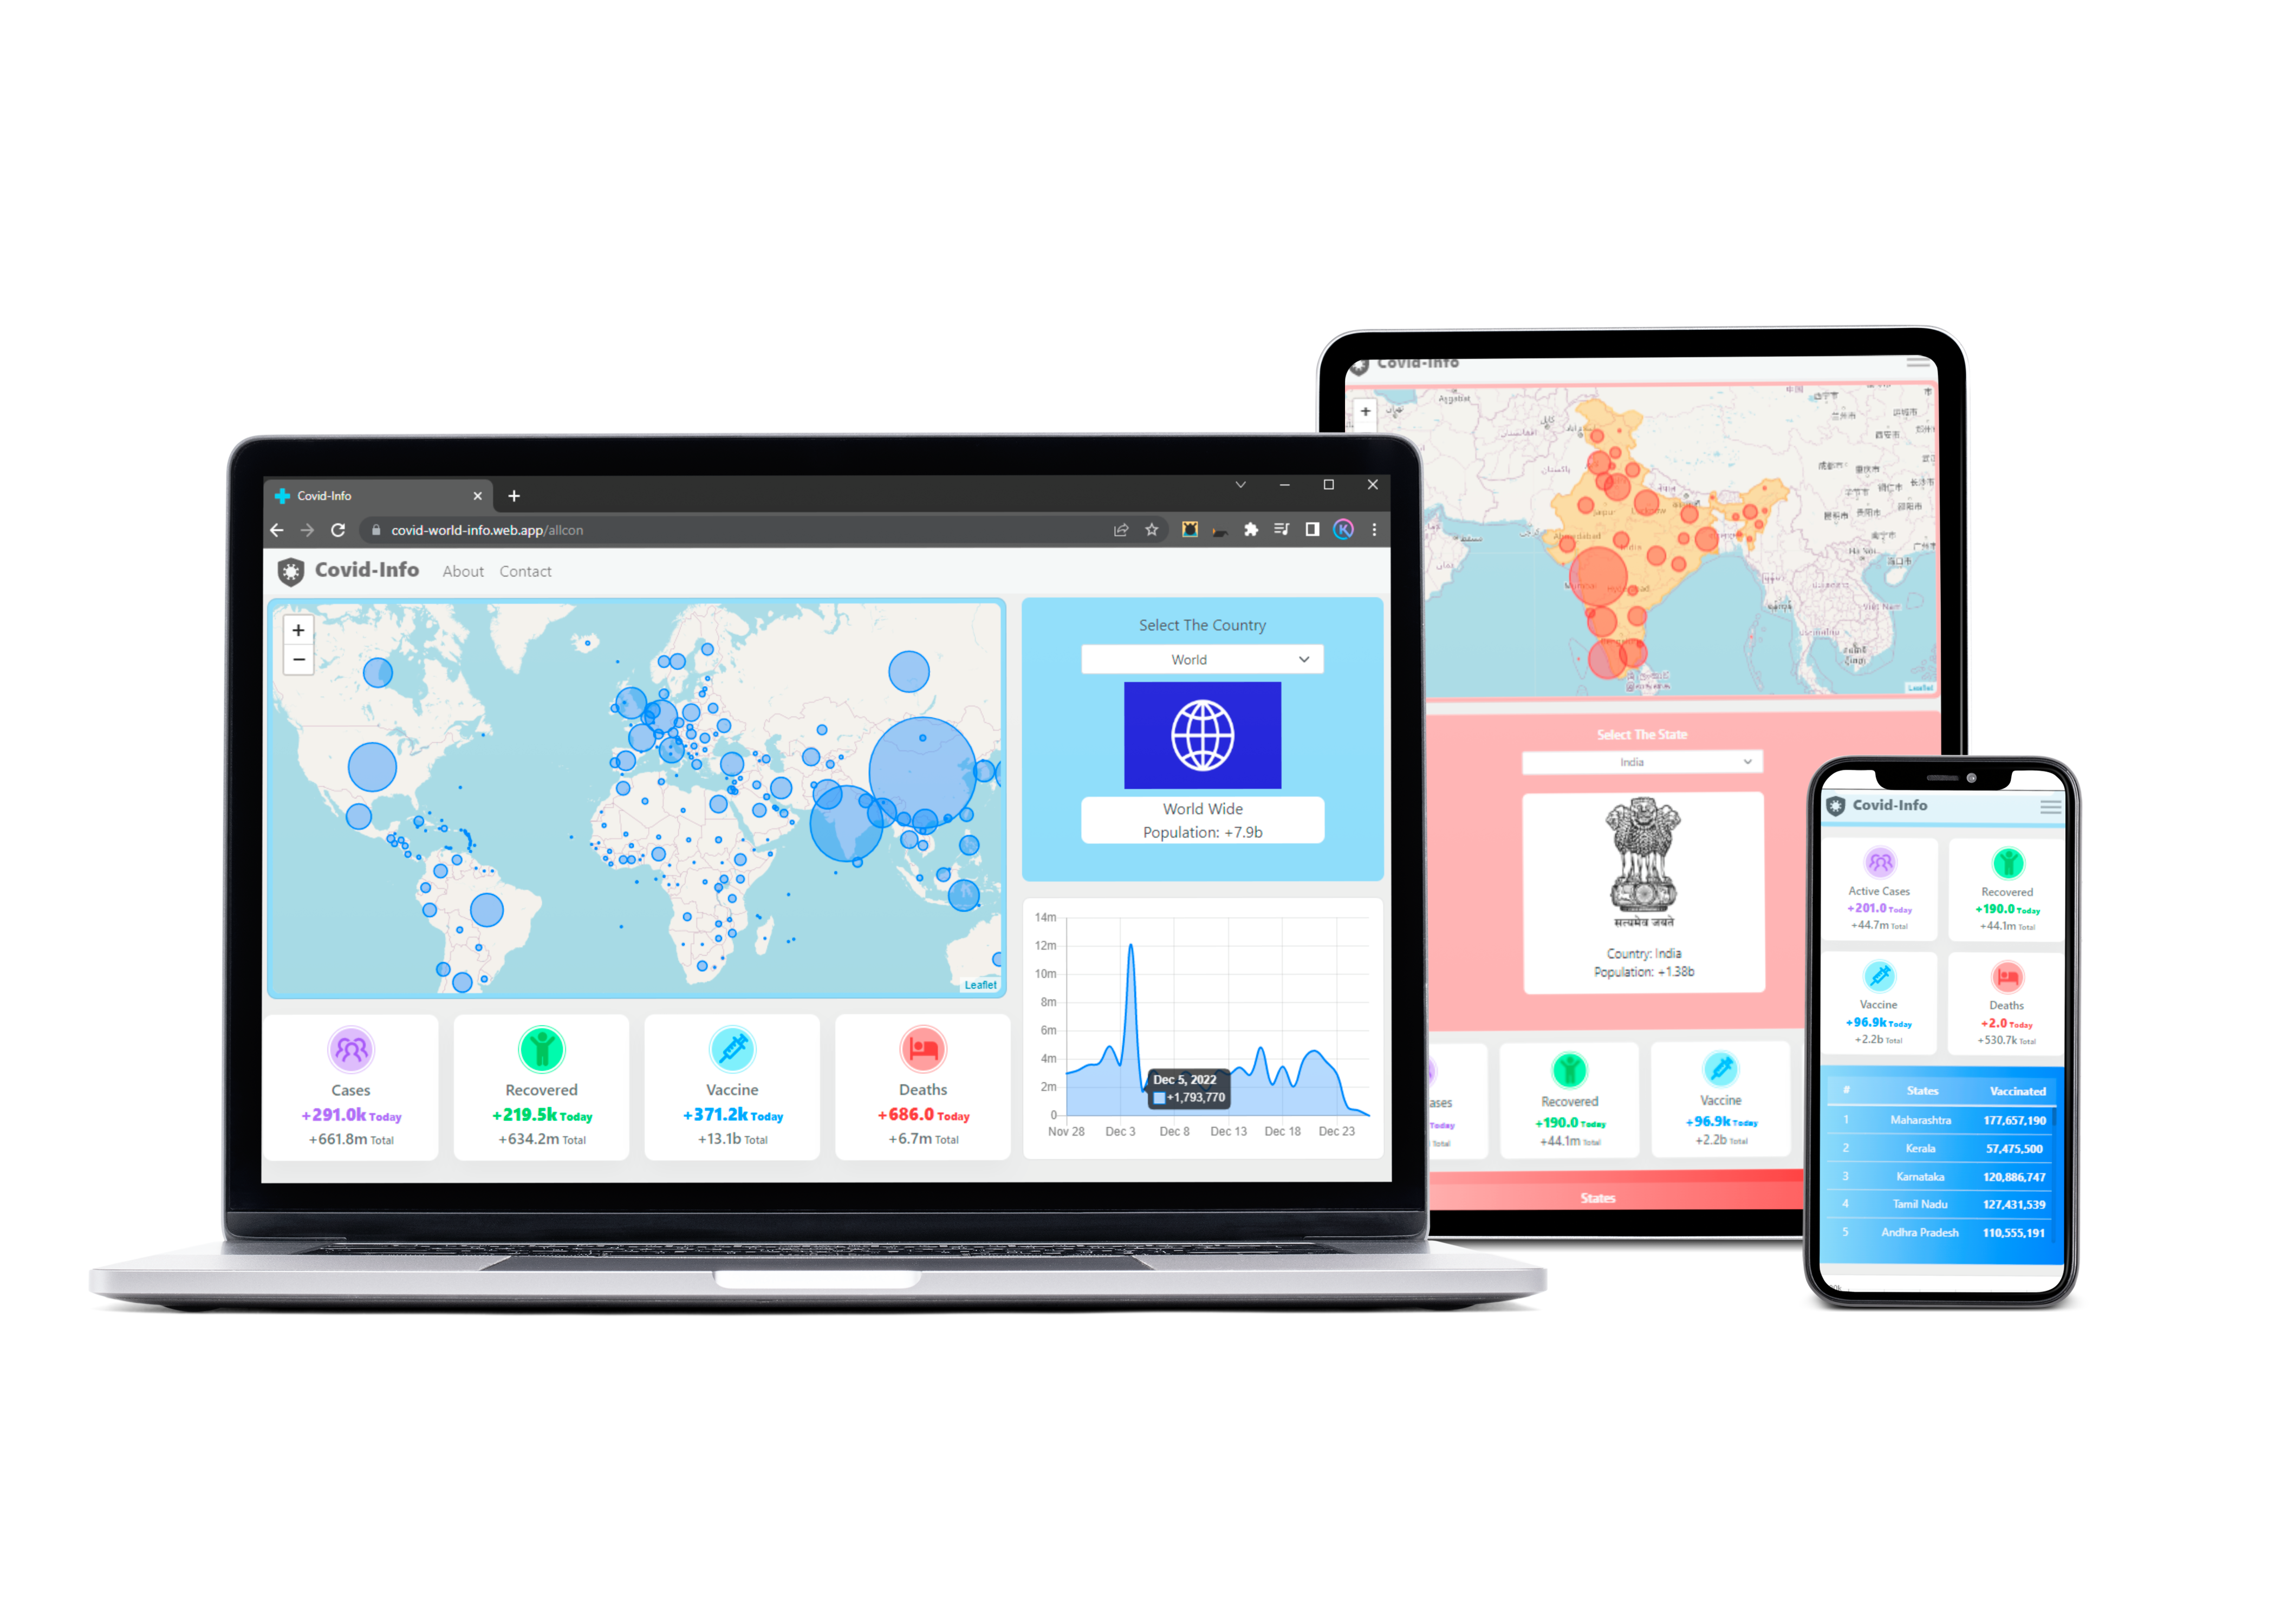 Covid-Info
covid-world-info.web.app/allcon
K
Covid-Info
About
Contact
+
−
Leaflet
Select The Country
World
World Wide
Population: +7.9b
14m
12m
10m
8m
6m
4m
2m
0
Dec 5, 2022
+1,793,770
Nov 28
Dec 3
Dec 8
Dec 13
Dec 18
Dec 23
Cases
+291.0k Today
+661.8m Total
Recovered
+219.5k Today
+634.2m Total
Vaccine
+371.2k Today
+13.1b Total
Deaths
+686.0 Today
+6.7m Total
Covid-Info
+
Ha Noi
Viet Nam
Leaflet
Select The State
India
सत्यमेव जयते
Country: India
Population: +1.38b
ases
Today
Total
Recovered
+190.0 Today
+44.1m Total
Vaccine
+96.9k Today
+2.2b Total
States
Covid-Info
Active Cases
+201.0 Today
+44.7m Total
Recovered
+190.0 Today
+44.1m Total
Vaccine
+96.9k Today
+2.2b Total
Deaths
+2.0 Today
+530.7k Total
# States Vaccinated
1 Maharashtra 177,657,190
2 Kerala 57,475,500
3 Karnataka 120,886,747
4 Tamil Nadu 127,431,539
5 Andhra Pradesh 110,555,191